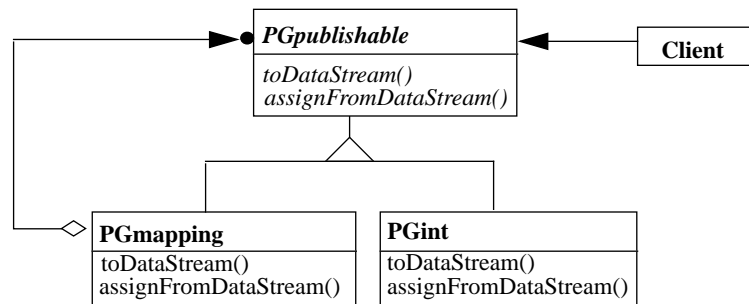 PGpublishable
Client
toDataStream()
assignFromDataStream()
PGmapping
toDataStream()
assignFromDataStream()
PGint
toDataStream()
assignFromDataStream()